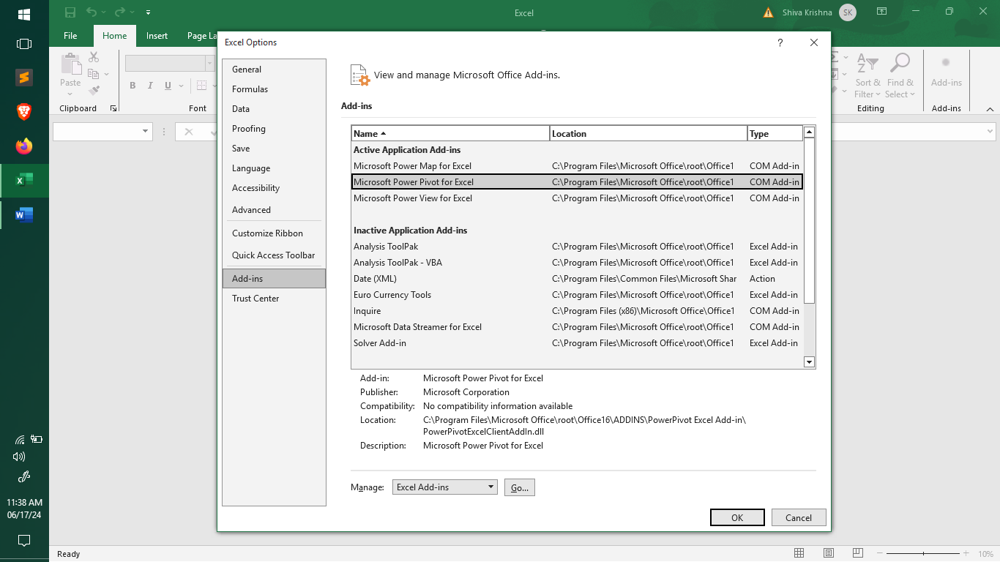 Excel
Shiva Krishna
SK
File
Home
Insert
Page La
Paste
Clipboard
B I U
Font
Sort & Filter
Find & Select
Editing
Add-ins
Add-ins
Excel Options
?
General
Formulas
Data
Proofing
Save
Language
Accessibility
Advanced
Customize Ribbon
Quick Access Toolbar
Add-ins
Trust Center
View and manage Microsoft Office Add-ins.
Add-ins
Name Location Type
Active Application Add-ins
Microsoft Power Map for Excel C:\Program Files\Microsoft Office\root\Office1 COM Add-in
Microsoft Power Pivot for Excel C:\Program Files\Microsoft Office\root\Office1 COM Add-in
Microsoft Power View for Excel C:\Program Files\Microsoft Office\root\Office1 COM Add-in
Inactive Application Add-ins
Analysis ToolPak C:\Program Files\Microsoft Office\root\Office1 Excel Add-in
Analysis ToolPak - VBA C:\Program Files\Microsoft Office\root\Office1 Excel Add-in
Date (XML) C:\Program Files\Common Files\Microsoft Shar Action
Euro Currency Tools C:\Program Files\Microsoft Office\root\Office1 Excel Add-in
Inquire C:\Program Files (x86)\Microsoft Office\Office1 COM Add-in
Microsoft Data Streamer for Excel C:\Program Files\Microsoft Office\root\Office1 COM Add-in
Solver Add-in C:\Program Files\Microsoft Office\root\Office1 Excel Add-in
Add-in: Microsoft Power Pivot for Excel
Publisher: Microsoft Corporation
Compatibility: No compatibility information available
Location: C:\Program Files\Microsoft Office\root\Office16\ADDINS\PowerPivot Excel Add-in\
PowerPivotExcelClientAddIn.dll
Description: Microsoft Power Pivot for Excel
Manage: Excel Add-ins Go...
OK Cancel
11:38 AM
06/17/24
Ready
10%